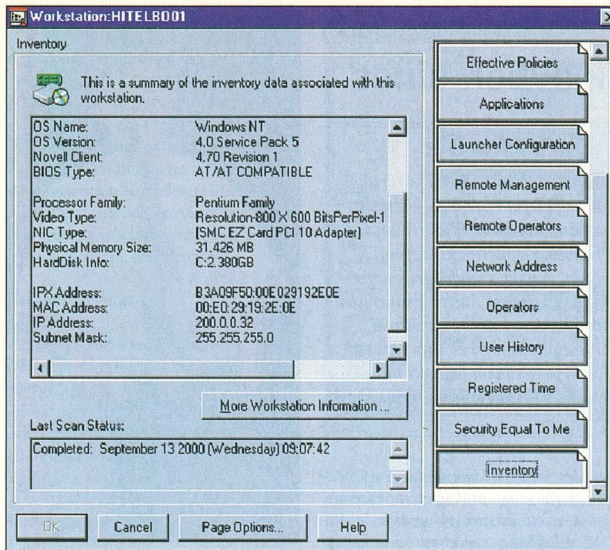 Workstation:HITELB001
Inventory
This is a summary of the inventory data associated with this
workstation.
OS Name: Windows NT
OS Version: 4.0 Service Pack 5
Novell Client: 4.70 Revision 1
BIOS Type: AT/AT COMPATIBLE
Processor Family: Pentium Family
Video Type: Resolution-800 X 600 BitsPerPixel-1
NIC Type: [SMC EZ Card PCI 10 Adapter]
Physical Memory Size: 31.426 MB
HardDisk Info: C:2.380GB
IPX Address: B3A09F50:00E029192E0E
MAC Address: 00:E0:29:19:2E:0E
IP Address: 200.0.0.32
Subnet Mask: 255.255.255.0
More Workstation Information ...
Last Scan Status:
Completed: September 13 2000 (Wednesday) 09:07:42
OK
Cancel
Page Options...
Help
Effective Policies
Applications
Launcher Configuration
Remote Management
Remote Operators
Network Address
Operators
User History
Registered Time
Security Equal To Me
Inventory